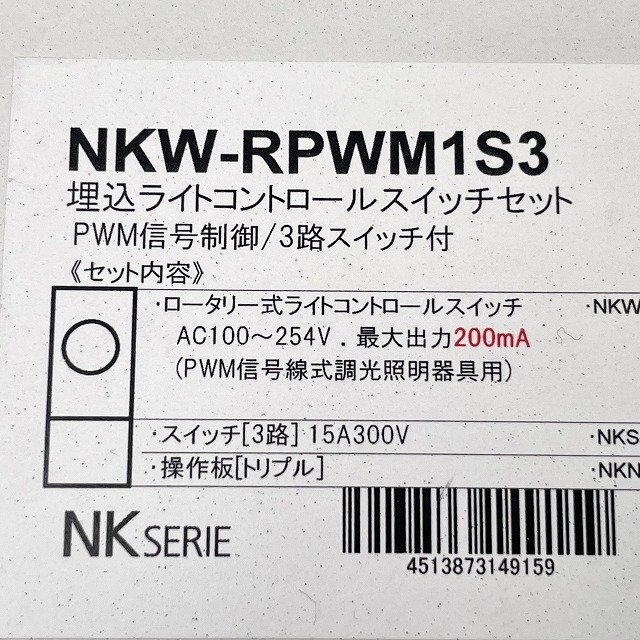 NKW-RPWM1S3
埋込ライトコントロールスイッチセット
PWM信号制御/3路スイッチ付
《セット内容》
・ロータリー式ライトコントロールスイッチ ・NKW
AC100～254V．最大出力200mA
(PWM信号線式調光照明器具用)
・スイッチ[3路] 15A300V ・NKS
・操作板[トリプル] ・NKN
NK SERIE
4513873149159